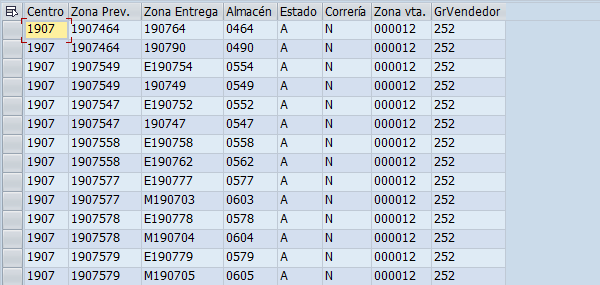 Centro Zona Prev. Zona Entrega Almacén Estado Correría Zona vta. GrVendedor
1907 1907464 190764 0464 A N 000012 252
1907 1907464 190790 0490 A N 000012 252
1907 1907549 E190754 0554 A N 000012 252
1907 1907549 190749 0549 A N 000012 252
1907 1907547 E190752 0552 A N 000012 252
1907 1907547 190747 0547 A N 000012 252
1907 1907558 E190758 0558 A N 000012 252
1907 1907558 E190762 0562 A N 000012 252
1907 1907577 E190777 0577 A N 000012 252
1907 1907577 M190703 0603 A N 000012 252
1907 1907578 E190778 0578 A N 000012 252
1907 1907578 M190704 0604 A N 000012 252
1907 1907579 E190779 0579 A N 000012 252
1907 1907579 M190705 0605 A N 000012 252